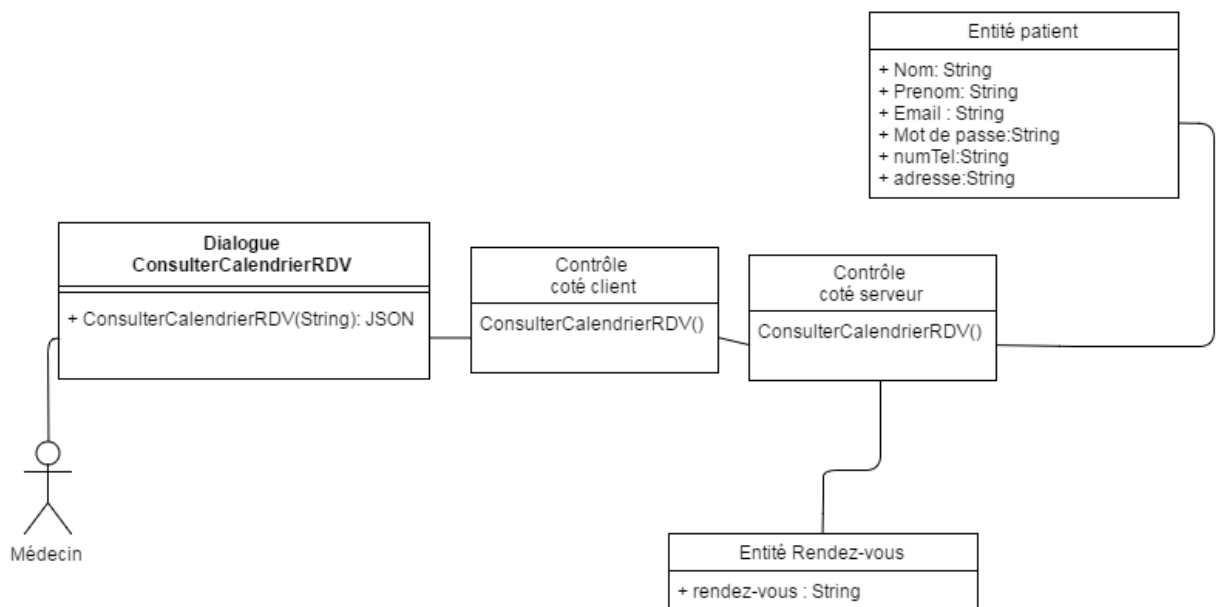 Entité patient
+ Nom: String
+ Prenom: String
+ Email : String
+ Mot de passe:String
+ numTel:String
+ adresse:String
Dialogue
ConsulterCalendrierRDV
+ ConsulterCalendrierRDV(String): JSON
Contrôle
coté client
ConsulterCalendrierRDV()
Contrôle
coté serveur
ConsulterCalendrierRDV()
Médecin
Entité Rendez-vous
+ rendez-vous : String